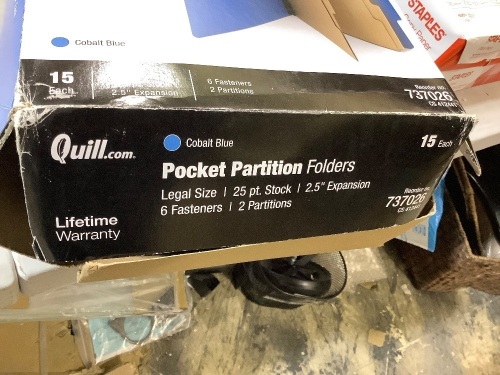 Cobalt Blue
15
Each
2.5" Expansion
6 Fasteners
2 Partitions
Reorder no.
737026
STAPLES
Copy Paper
Quill.com
Cobalt Blue
15 Each
Pocket Partition Folders
Legal Size | 25 pt. Stock | 2.5" Expansion
6 Fasteners | 2 Partitions
Reorder no.
737026
Lifetime
Warranty